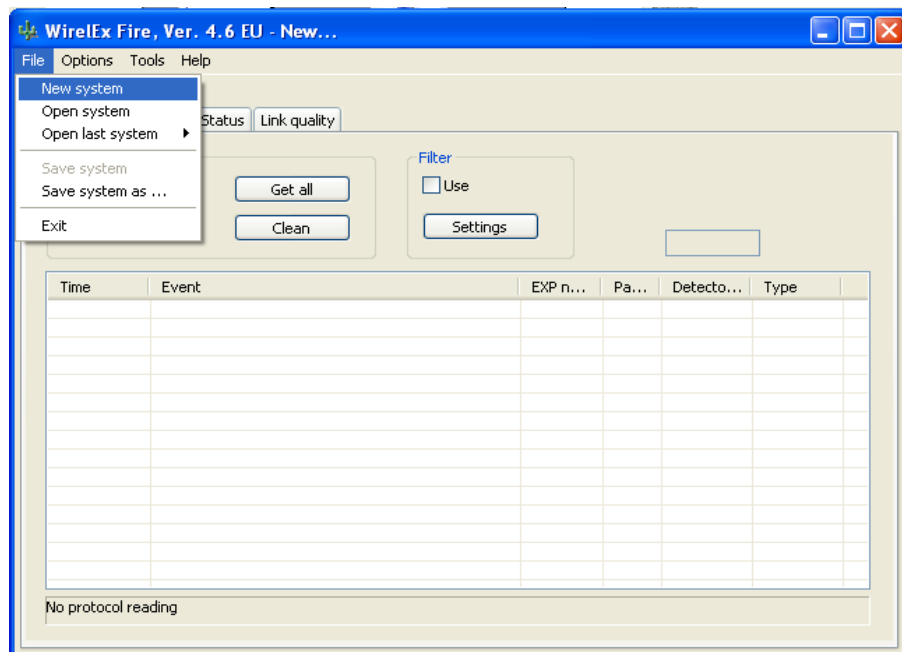 WirelEx Fire, Ver. 4.6 EU - New...
File Options Tools Help
New system
Open system
Open last system
Save system
Save system as ...
Exit
Status Link quality
Get all
Clean
Filter
Use
Settings
Time Event EXP n... Pa... Detecto... Type
No protocol reading